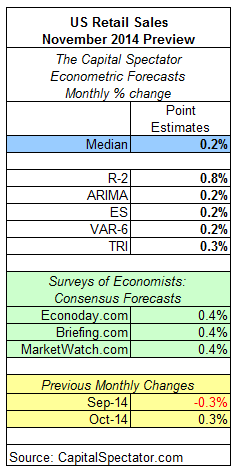 US Retail Sales
November 2014 Preview
The Capital Spectator
Econometric Forecasts
Monthly % change
Point
Estimates
Median 0.2%
R-2 0.8%
ARIMA 0.2%
ES 0.2%
VAR-6 0.2%
TRI 0.3%
Surveys of Economists:
Consensus Forecasts
Econoday.com 0.4%
Briefing.com 0.4%
MarketWatch.com 0.4%
Previous Monthly Changes
Sep-14 -0.3%
Oct-14 0.3%
Source: CapitalSpectator.com